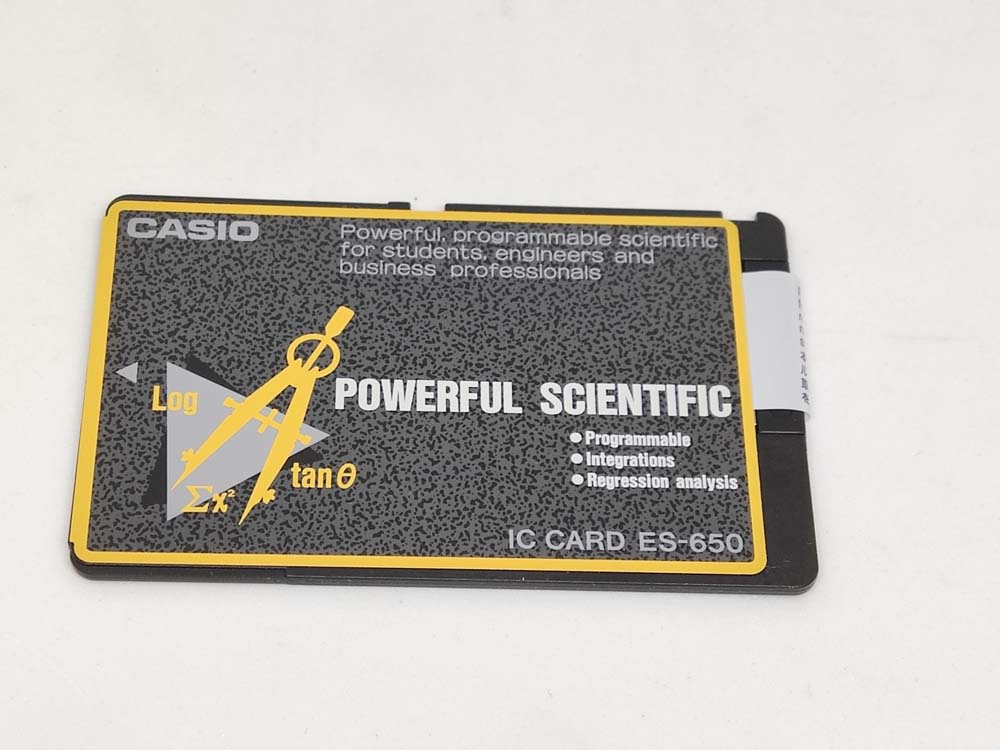 CASIO
Powerful, programmable scientific
for students, engineers and
business professionals
Log
POWERFUL SCIENTIFIC
● Programmable
● Integrations
● Regression analysis
tan θ
Σx²
IC CARD ES-650